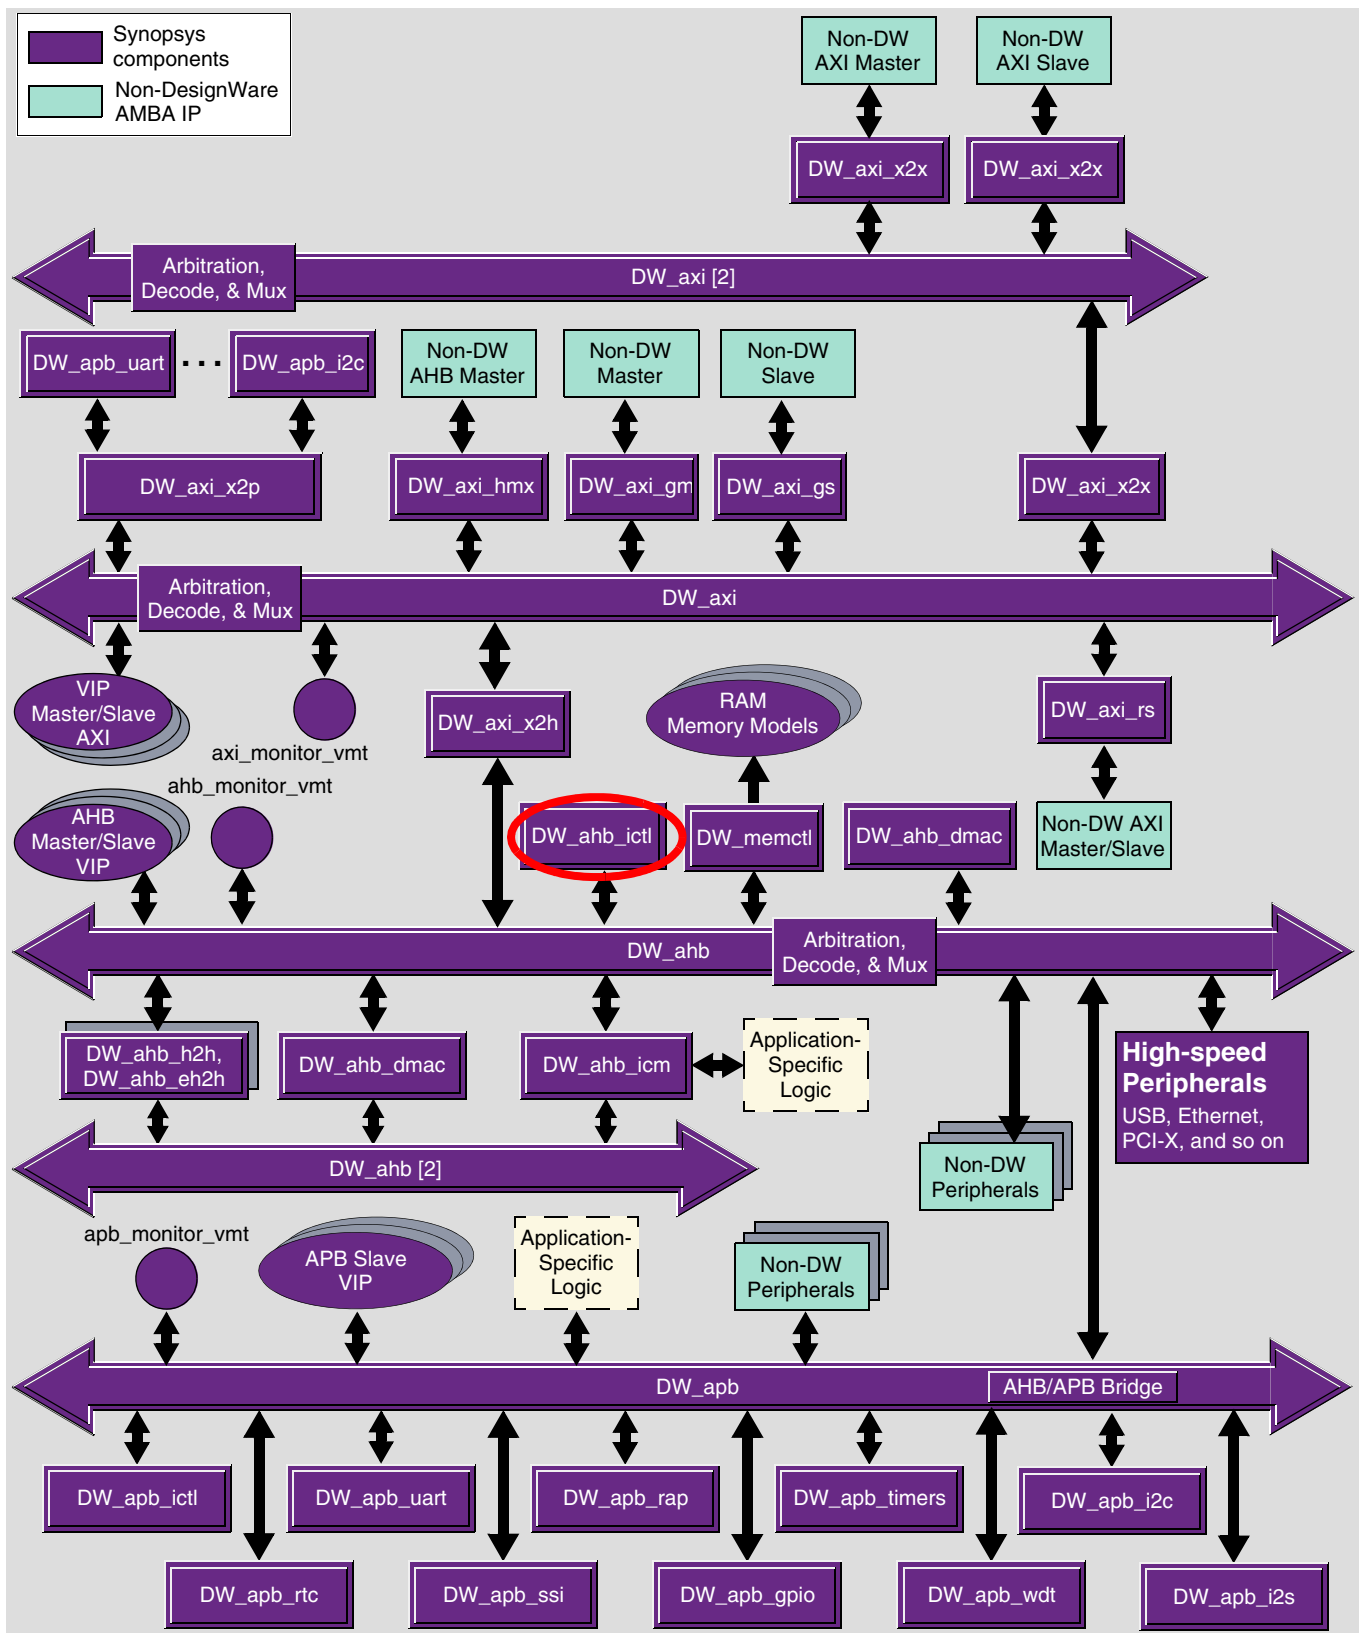 Synopsys
components
Non-DesignWare
AMBA IP
Non-DW
AXI Master
Non-DW
AXI Slave
DW_axi_x2x
DW_axi_x2x
Arbitration,
Decode, & Mux
DW_axi [2]
DW_apb_uart
. . .
DW_apb_i2c
Non-DW
AHB Master
Non-DW
Master
Non-DW
Slave
DW_axi_x2p
DW_axi_hmx
DW_axi_gm
DW_axi_gs
DW_axi_x2x
Arbitration,
Decode, & Mux
DW_axi
VIP
Master/Slave
AXI
axi_monitor_vmt
DW_axi_x2h
RAM
Memory Models
DW_axi_rs
ahb_monitor_vmt
AHB
Master/Slave
VIP
DW_ahb_ictl
DW_memctl
DW_ahb_dmac
Non-DW AXI
Master/Slave
DW_ahb
Arbitration,
Decode, & Mux
DW_ahb_h2h,
DW_ahb_eh2h
DW_ahb_dmac
DW_ahb_icm
Application-
Specific
Logic
High-speed
Peripherals
USB, Ethernet,
PCI-X, and so on
DW_ahb [2]
Non-DW
Peripherals
apb_monitor_vmt
APB Slave
VIP
Application-
Specific
Logic
Non-DW
Peripherals
DW_apb
AHB/APB Bridge
DW_apb_ictl
DW_apb_uart
DW_apb_rap
DW_apb_timers
DW_apb_i2c
DW_apb_rtc
DW_apb_ssi
DW_apb_gpio
DW_apb_wdt
DW_apb_i2s